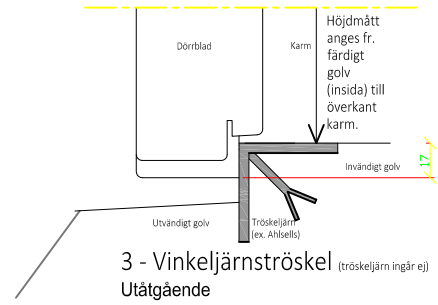 Höjdmått
anges fr.
färdigt
golv
(insida) till
överkant
karm.
Dörrblad
Karm
Invändigt golv
17
Utvändigt golv
Tröskeljärn
(ex. Ahlsells)
3 - Vinkeljärnströskel (tröskeljärn ingår ej)
Utåtgående